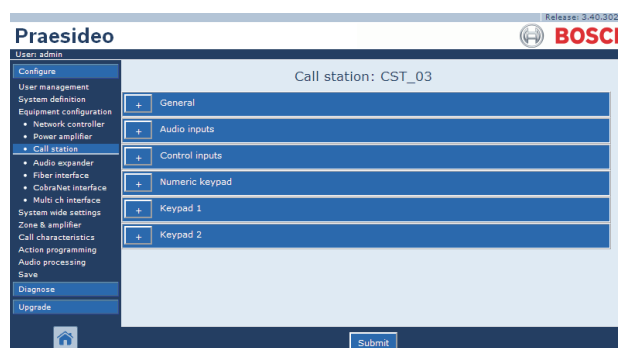 Release: 3.40.302
Praesideo
BOSC
User: admin
Configure
User management
System definition
Equipment configuration
• Network controller
• Power amplifier
• Call station
• Audio expander
• Fiber interface
• CobraNet interface
• Multi ch interface
System wide settings
Zone & amplifier
Call characteristics
Action programming
Audio processing
Save
Diagnose
Upgrade
Call station: CST_03
+ General
+ Audio inputs
+ Control inputs
+ Numeric keypad
+ Keypad 1
+ Keypad 2
Submit